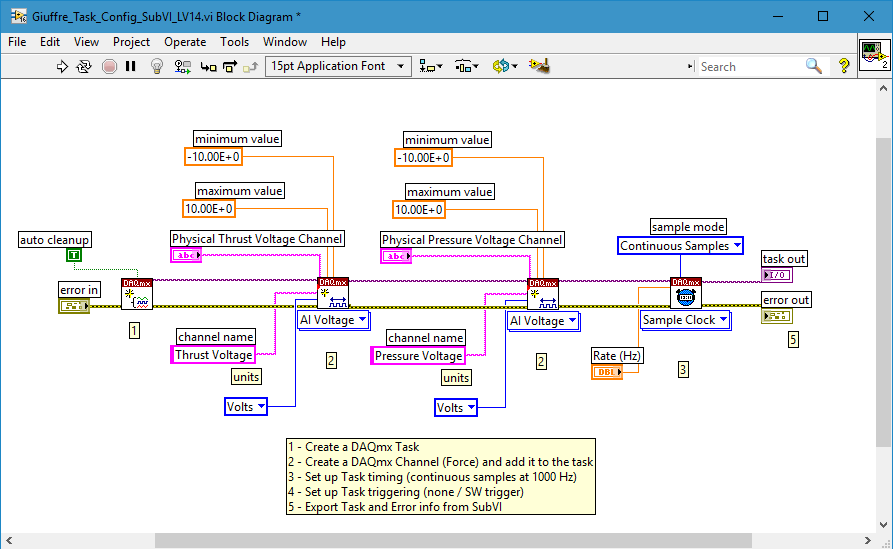 Giuffre_Task_Config_SubVI_LV14.vi Block Diagram *
File Edit View Project Operate Tools Window Help
15pt Application Font
Search
?
2
minimum value
-10.00E+0
maximum value
10.00E+0
minimum value
-10.00E+0
maximum value
10.00E+0
auto cleanup
T
Physical Thrust Voltage Channel
abc
Physical Pressure Voltage Channel
abc
sample mode
Continuous Samples
task out
I/O
error in
DAQmx
DAQmx
DAQmx
DAQmx
error out
AI Voltage
AI Voltage
Sample Clock
1
channel name
Thrust Voltage
2
channel name
Pressure Voltage
2
Rate (Hz)
DBL
3
5
units
Volts
units
Volts
1 - Create a DAQmx Task
2 - Create a DAQmx Channel (Force) and add it to the task
3 - Set up Task timing (continuous samples at 1000 Hz)
4 - Set up Task triggering (none / SW trigger)
5 - Export Task and Error info from SubVI